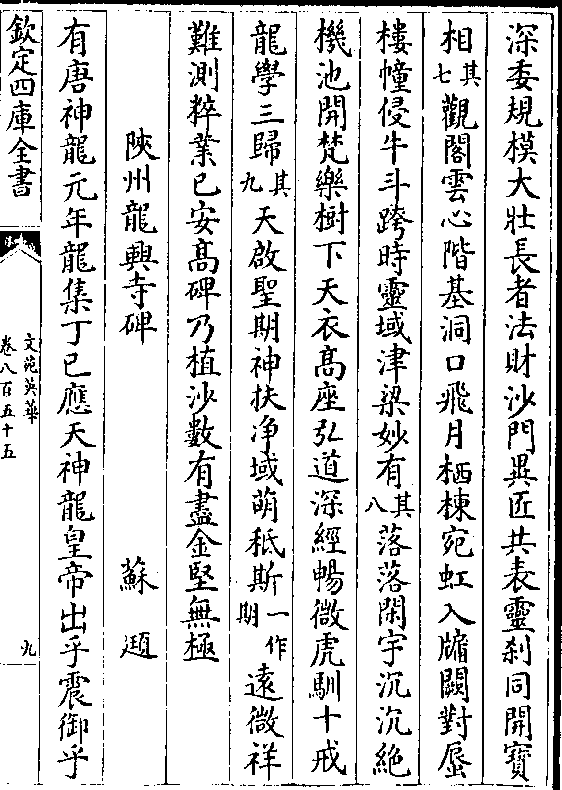 深委規模大壯長者法財沙門異匠共表靈刹同開寳
相其七觀閣雲心階基洞口飛月栖棟宛虹入牖闕對蜃
樓幢侵牛斗跨時靈域津梁妙有其八落落閑宇沉沉絶
機池開梵樂樹下天衣髙座弘道深經暢微虎馴十戒
龍學三歸其九天啟聖期神扶浄域萌秪斯一作期逺微祥
難測粹業已安髙碑乃植沙數有盡金堅無極
陜州龍興寺碑 蘇頲
有唐神龍元年龍集丁巳應天神龍皇帝出乎震御乎
欽定四庫全書
文苑英華
卷八百五十五
九